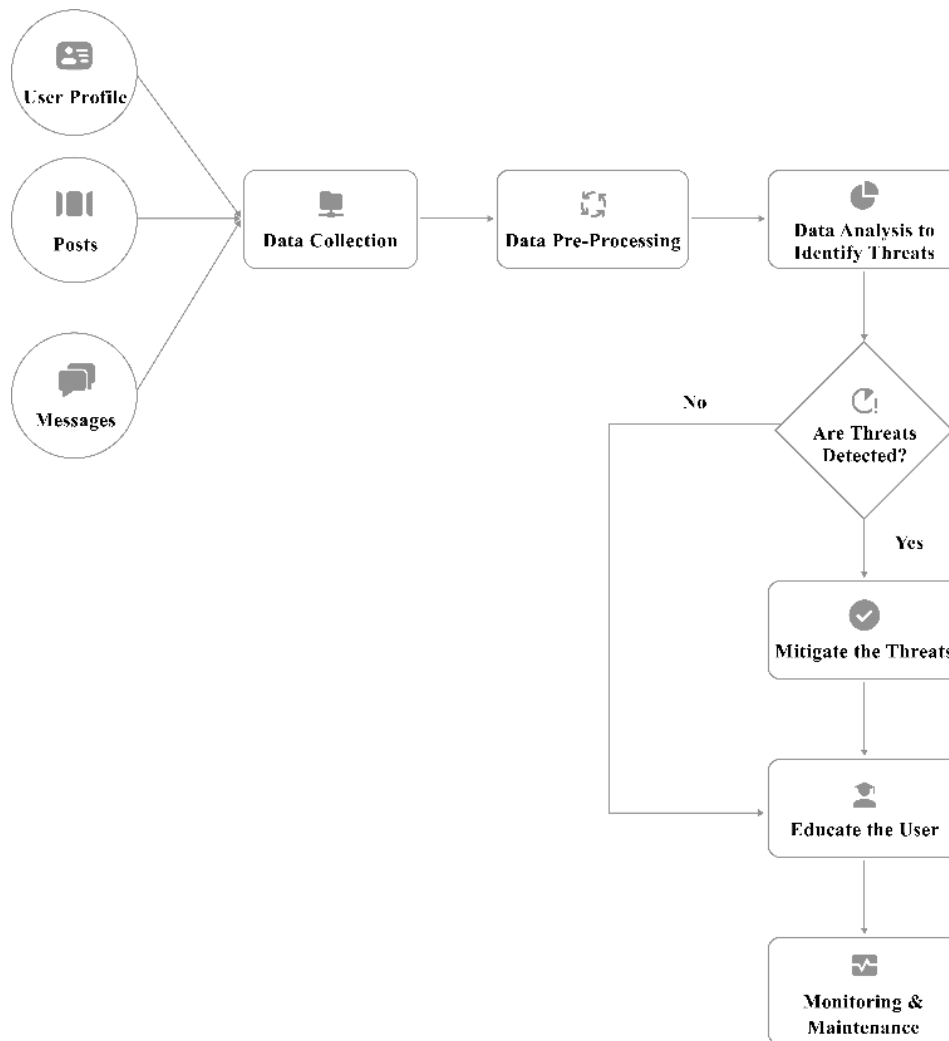 User Profile
Posts
Messages
Data Collection
Data Pre-Processing
Data Analysis to
Identify Threats
Are Threats
Detected?
No
Yes
Mitigate the Threats
Educate the User
Monitoring &
Maintenance